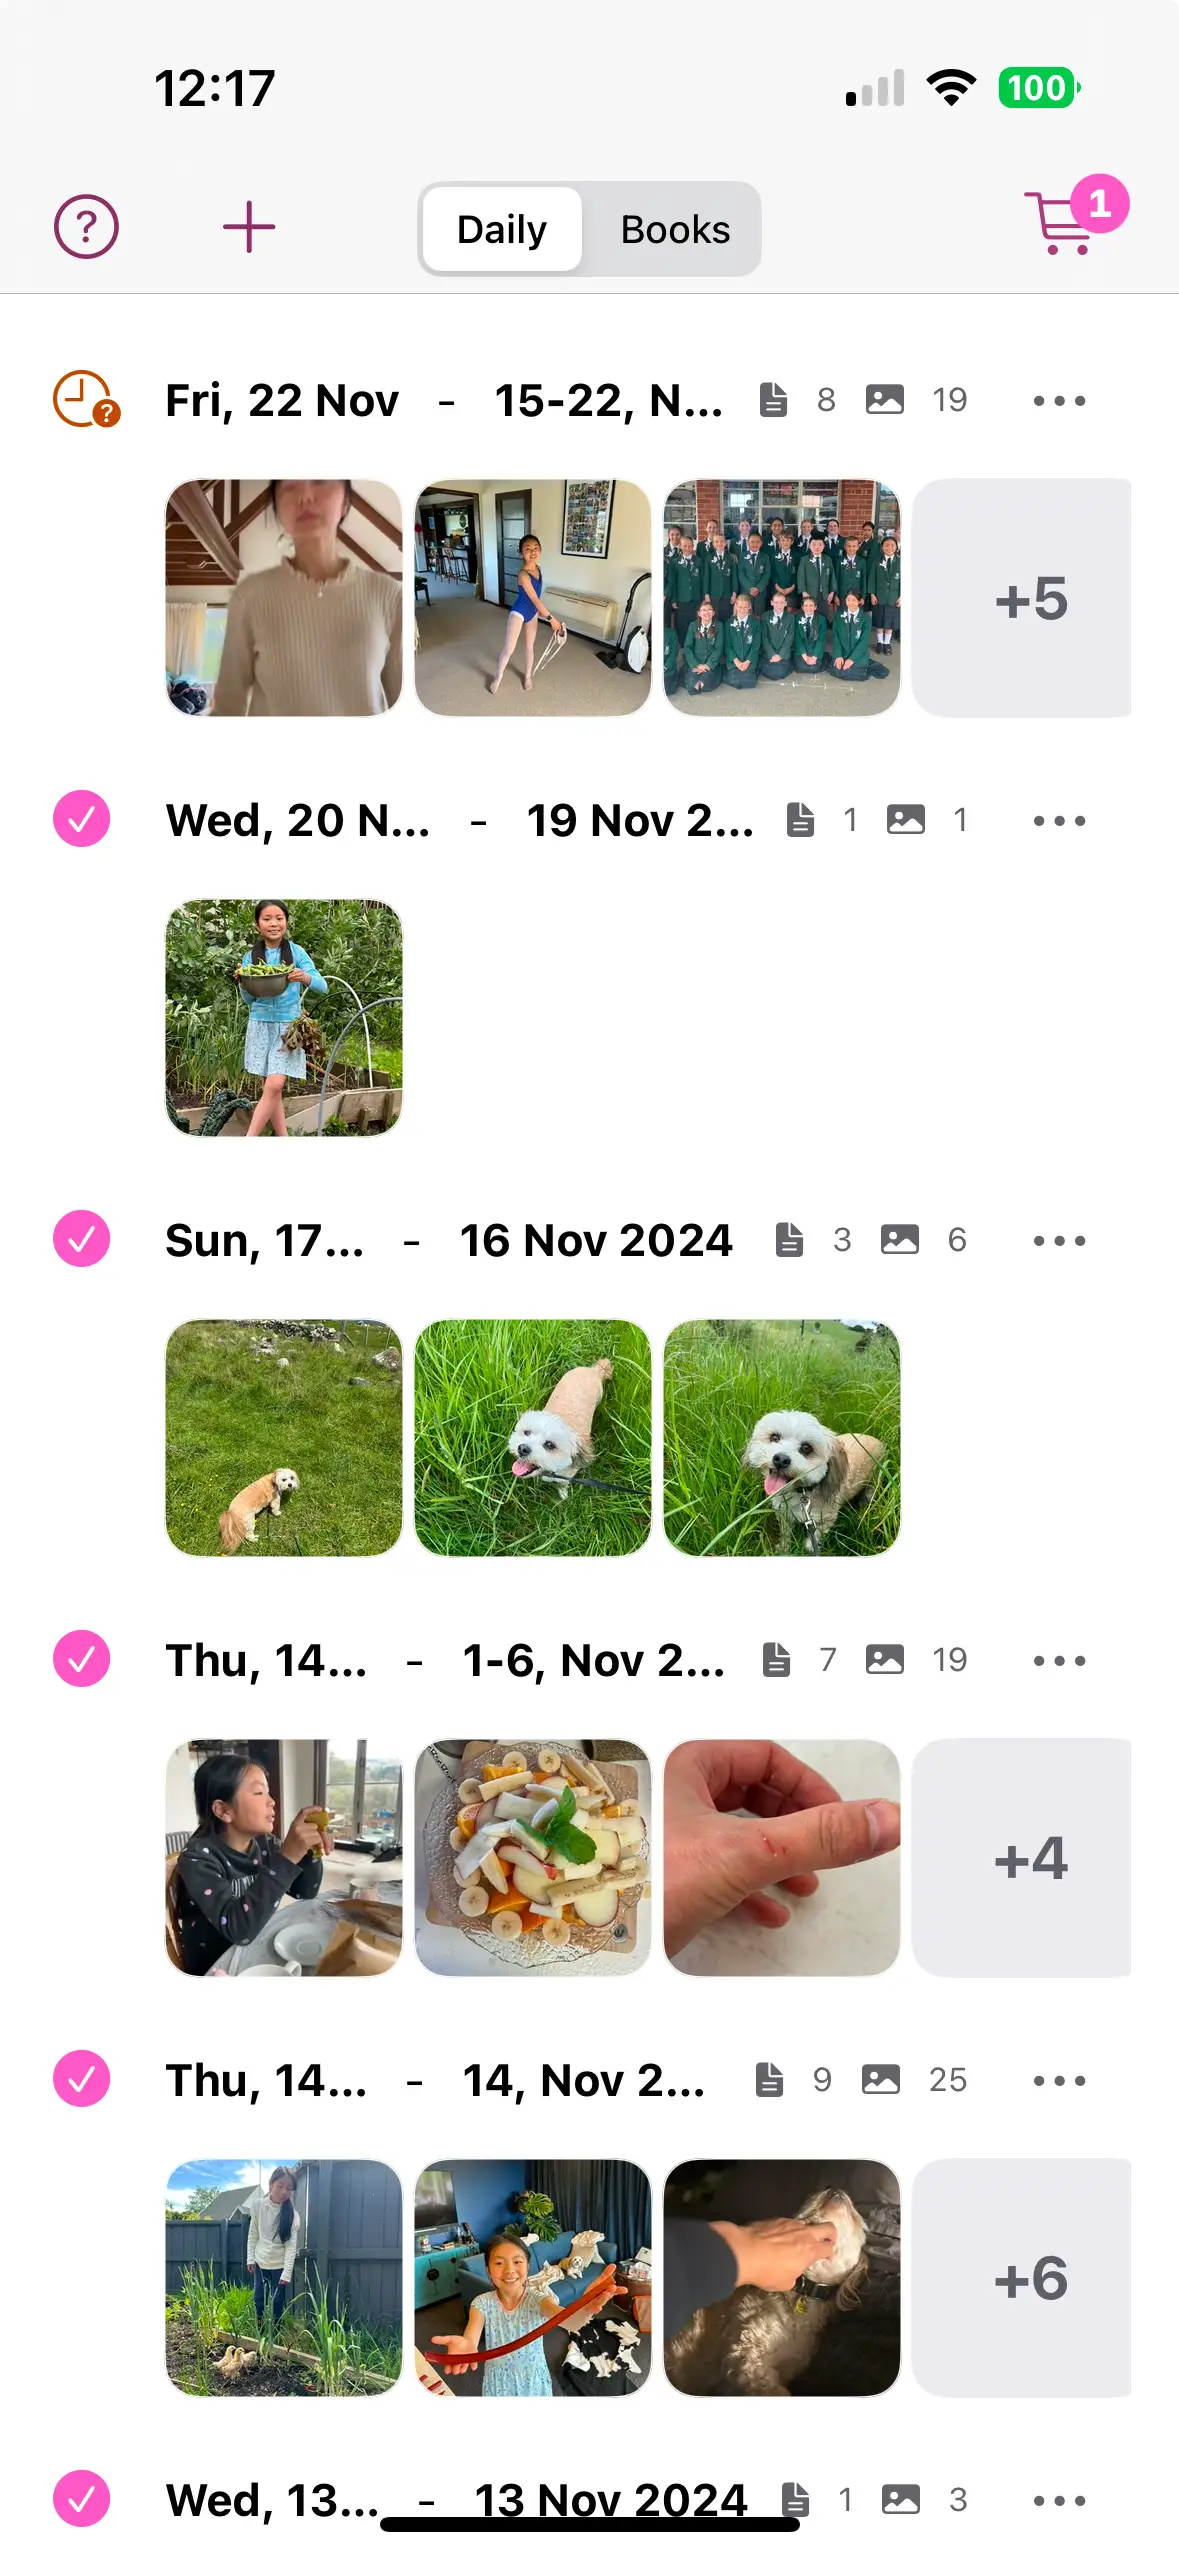 12:17 100
? + Daily Books 1
? Fri, 22 Nov - 15-22, N... 8 19 ...
+5
Wed, 20 N... - 19 Nov 2... 1 1 ...
Sun, 17... - 16 Nov 2024 3 6 ...
Thu, 14... - 1-6, Nov 2... 7 19 ...
+4
Thu, 14... - 14, Nov 2... 9 25 ...
+6
Wed, 13... - 13 Nov 2024 1 3 ...